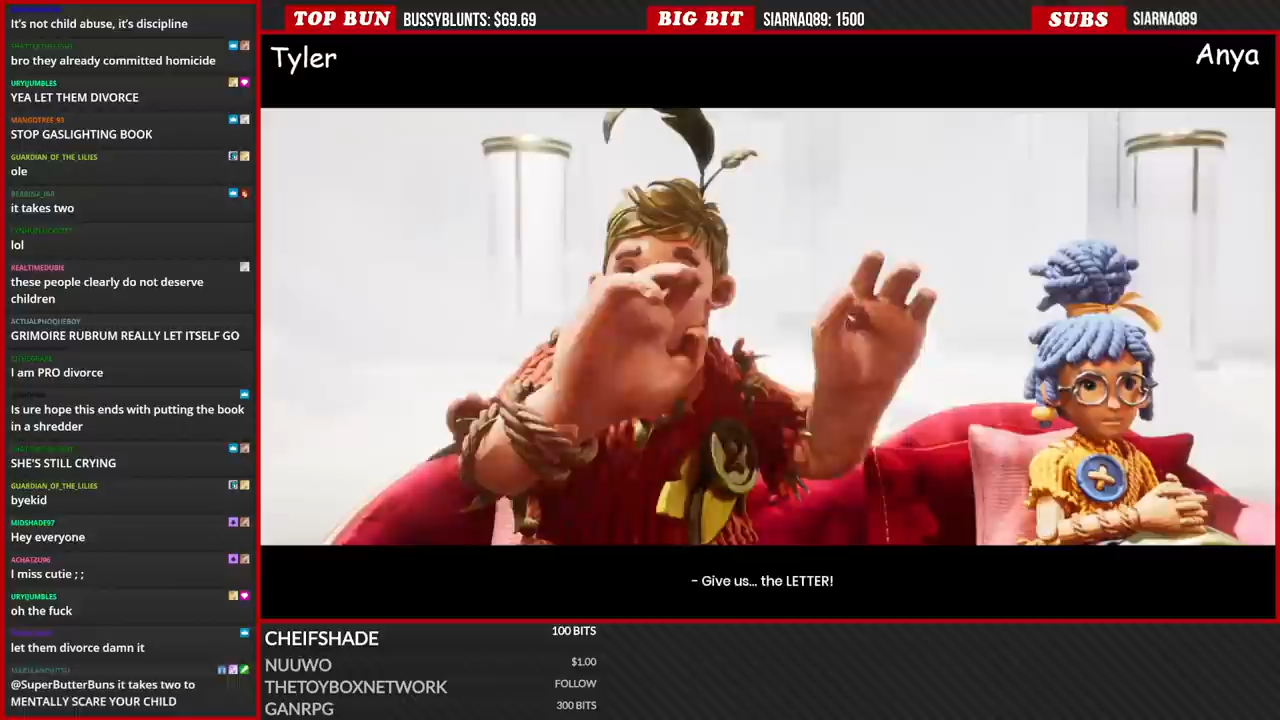 TOP BUN BUSSYBLUNTS: $69.69 BIG BIT SIARNAQ89: 1500 SUBS SIARNAQ89
It's not child abuse, it's discipline
bro they already committed homicide
URYIJUMBLES
YEA LET THEM DIVORCE
MANGOTREE_93
STOP GASLIGHTING BOOK
GUARDIAN_OF_THE_LILIES
ole
it takes two
lol
REALTIMEDUBIE
these people clearly do not deserve
children
ACTUALPHOQUEBOY
GRIMOIRE RUBRUM REALLY LET ITSELF GO
I am PRO divorce
Is ure hope this ends with putting the book
in a shredder
SHE'S STILL CRYING
GUARDIAN_OF_THE_LILIES
byekid
MIDSHADE97
Hey everyone
ACHATZU96
I miss cutie ; ;
URYIJUMBLES
oh the fuck
let them divorce damn it
@SuperButterBuns it takes two to
MENTALLY SCARE YOUR CHILD
Tyler
Anya
- Give us... the LETTER!
CHEIFSHADE 100 BITS
NUUWO $1.00
THETOYBOXNETWORK FOLLOW
GANRPG 300 BITS